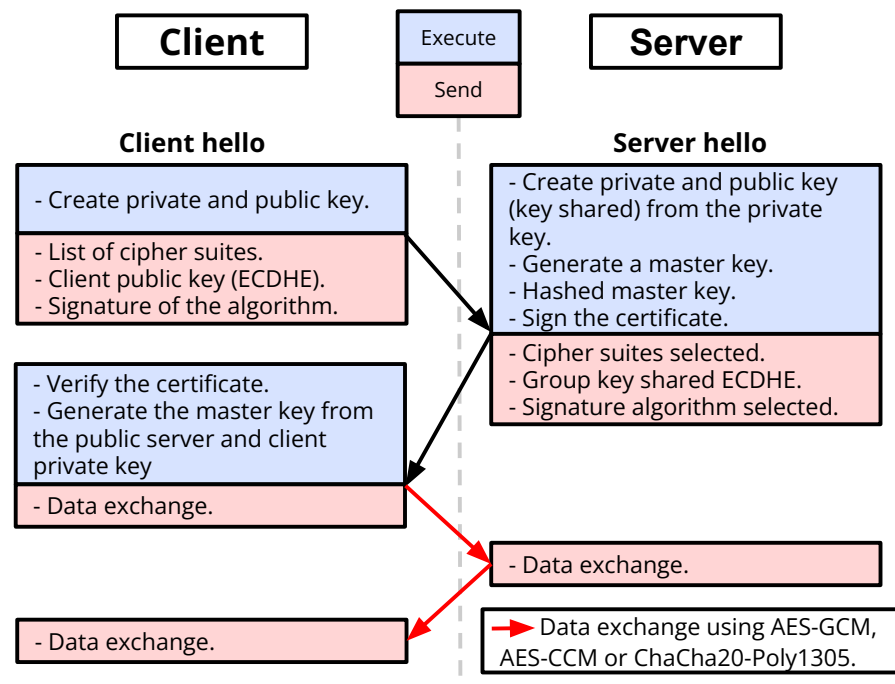 Client
Execute
Send
Server
Client hello
- Create private and public key.
- List of cipher suites.
- Client public key (ECDHE).
- Signature of the algorithm.
Server hello
- Create private and public key
(key shared) from the private
key.
- Generate a master key.
- Hashed master key.
- Sign the certificate.
- Cipher suites selected.
- Group key shared ECDHE.
- Signature algorithm selected.
- Verify the certificate.
- Generate the master key from
the public server and client
private key
- Data exchange.
- Data exchange.
- Data exchange.
Data exchange using AES-GCM,
AES-CCM or ChaCha20-Poly1305.